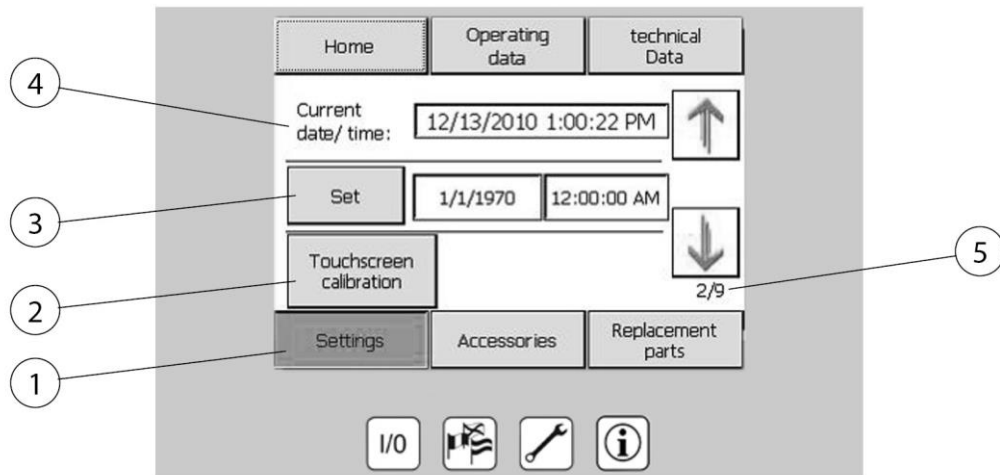 Home
Operating
data
technical
Data
4
Current
date/ time:
12/13/2010 1:00:22 PM
3
Set
1/1/1970
12:00:00 AM
Touchscreen
calibration
2
5
2/9
Settings
Accessories
Replacement
parts
1
I/0
i